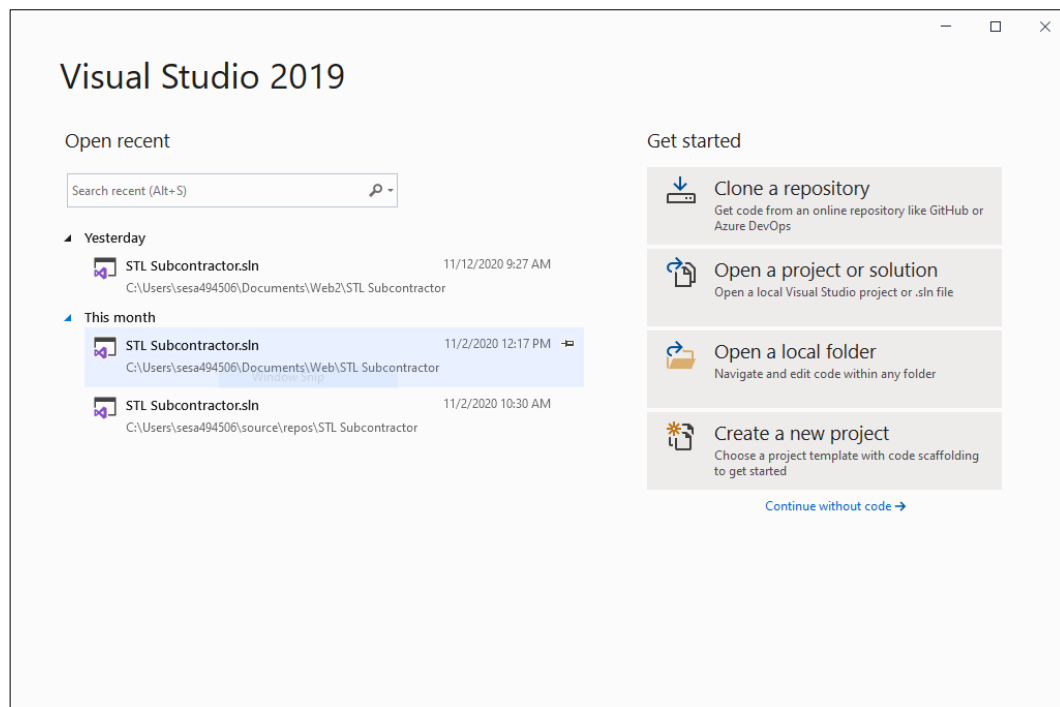 Visual Studio 2019
Open recent
Search recent (Alt+S)
Yesterday
STL Subcontractor.sln 11/12/2020 9:27 AM
C:\Users\sesa494506\Documents\Web2\STL Subcontractor
This month
STL Subcontractor.sln 11/2/2020 12:17 PM
C:\Users\sesa494506\Documents\Web\STL Subcontractor
Window Snip
STL Subcontractor.sln 11/2/2020 10:30 AM
C:\Users\sesa494506\source\repos\STL Subcontractor
Get started
Clone a repository
Get code from an online repository like GitHub or
Azure DevOps
Open a project or solution
Open a local Visual Studio project or .sln file
Open a local folder
Navigate and edit code within any folder
Create a new project
Choose a project template with code scaffolding
to get started
Continue without code